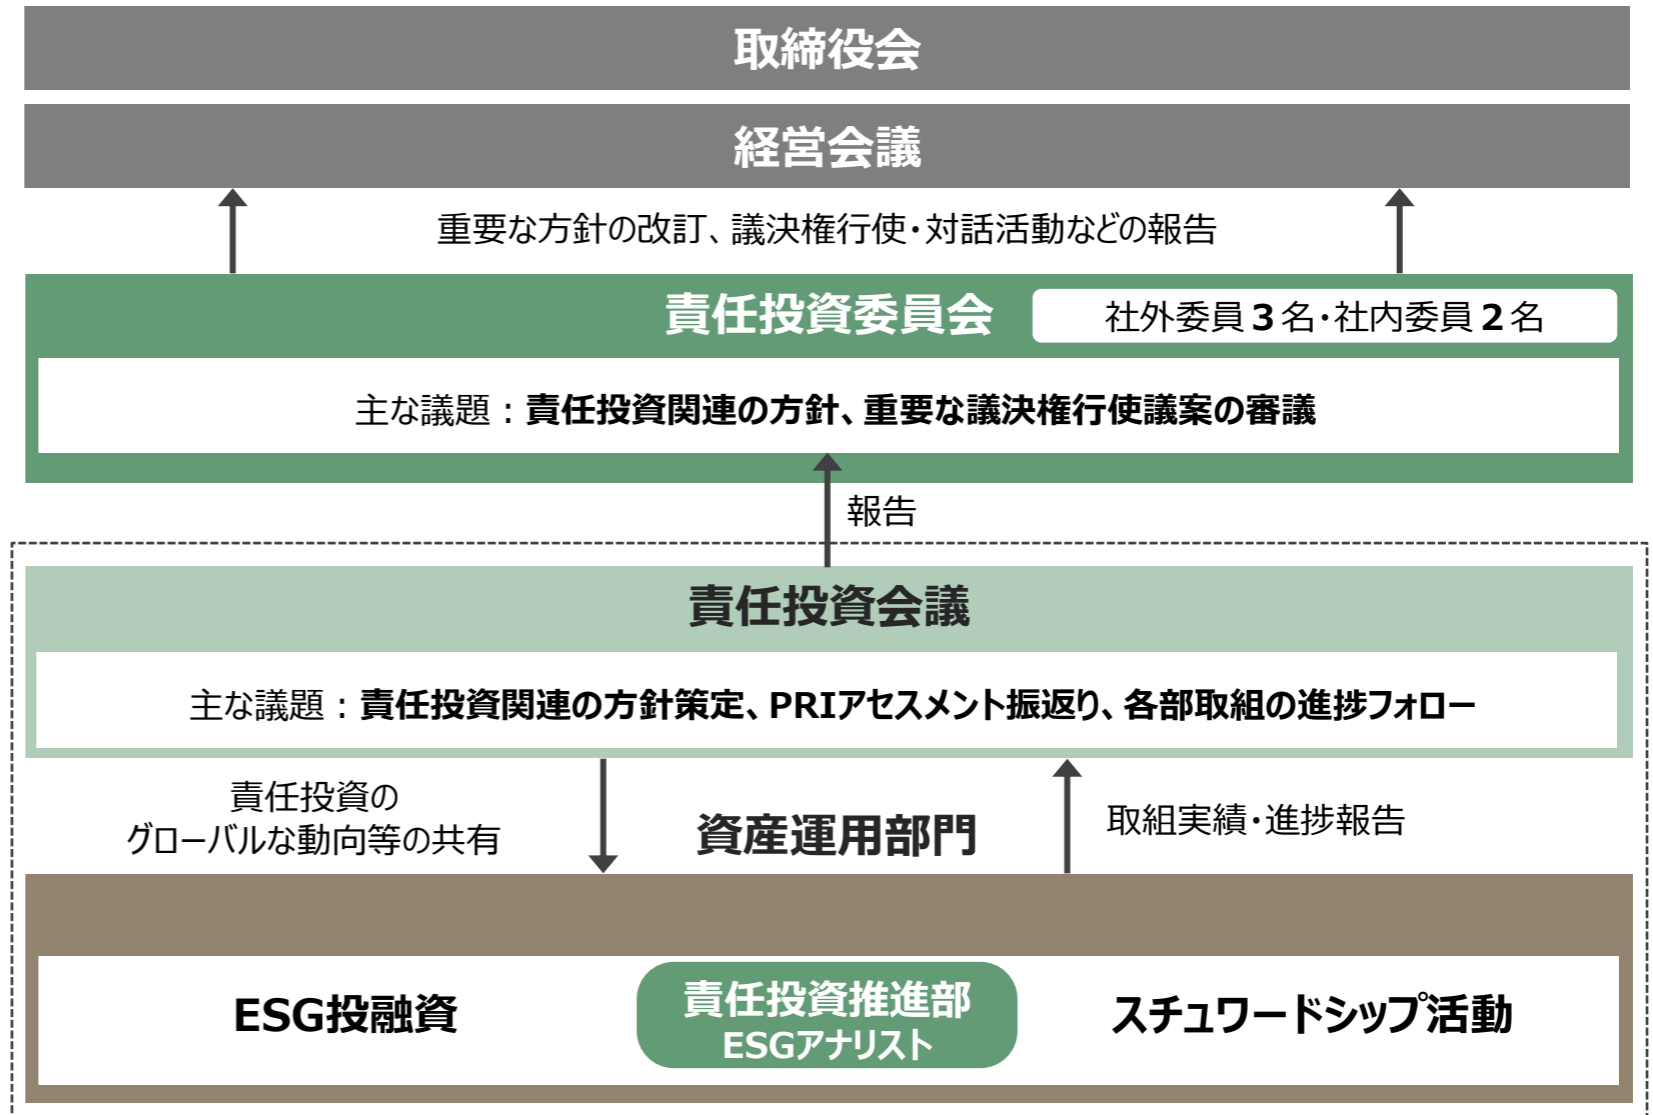 取締役会
経営会議
重要な方針の改訂、議決権行使・対話活動などの報告
責任投資委員会
社外委員3名・社内委員2名
主な議題：責任投資関連の方針、重要な議決権行使議案の審議
報告
責任投資会議
主な議題：責任投資関連の方針策定、PRIアセスメント振返り、各部取組の進捗フォロー
責任投資の
グローバルな動向等の共有
資産運用部門
取組実績・進捗報告
ESG投融資
責任投資推進部
ESGアナリスト
スチュワードシップ活動